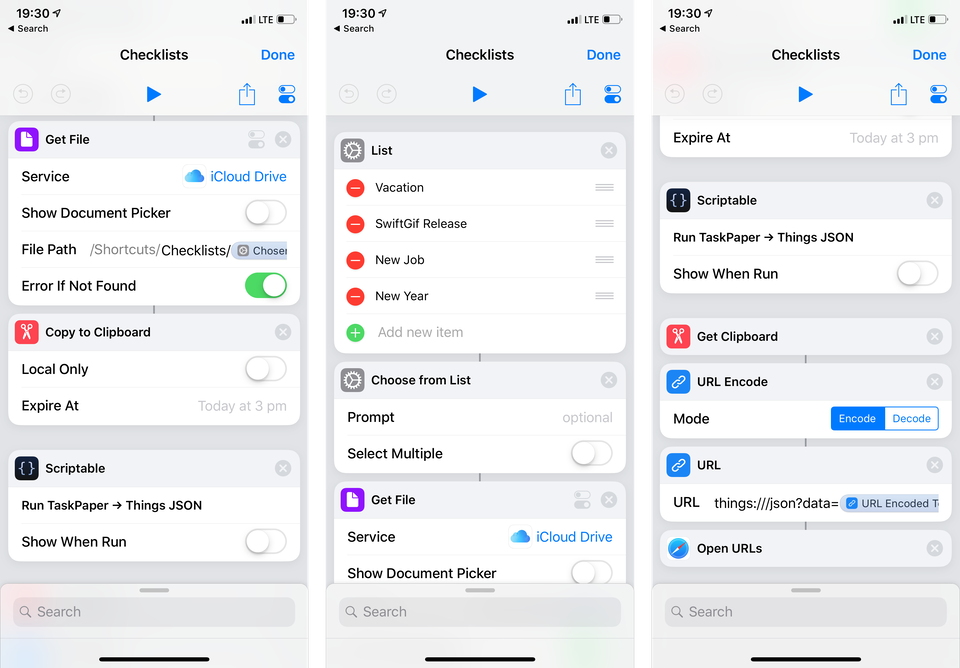 19:30
LTE
Search
Checklists
Done
Get File
Service
iCloud Drive
Show Document Picker
File Path /Shortcuts/Checklists/ Chosen
Error If Not Found
Copy to Clipboard
Local Only
Expire At
Today at 3 pm
Scriptable
Run TaskPaper → Things JSON
Show When Run
Search
19:30
LTE
Search
Checklists
Done
List
Vacation
SwiftGif Release
New Job
New Year
Add new item
Choose from List
Prompt
optional
Select Multiple
Get File
Service
iCloud Drive
Show Document Picker
Search
19:30
LTE
Search
Checklists
Done
Expire At
Today at 3 pm
Scriptable
Run TaskPaper → Things JSON
Show When Run
Get Clipboard
URL Encode
Mode
Encode
Decode
URL
URL things:///json?data= URL Encoded T
Open URLs
Search